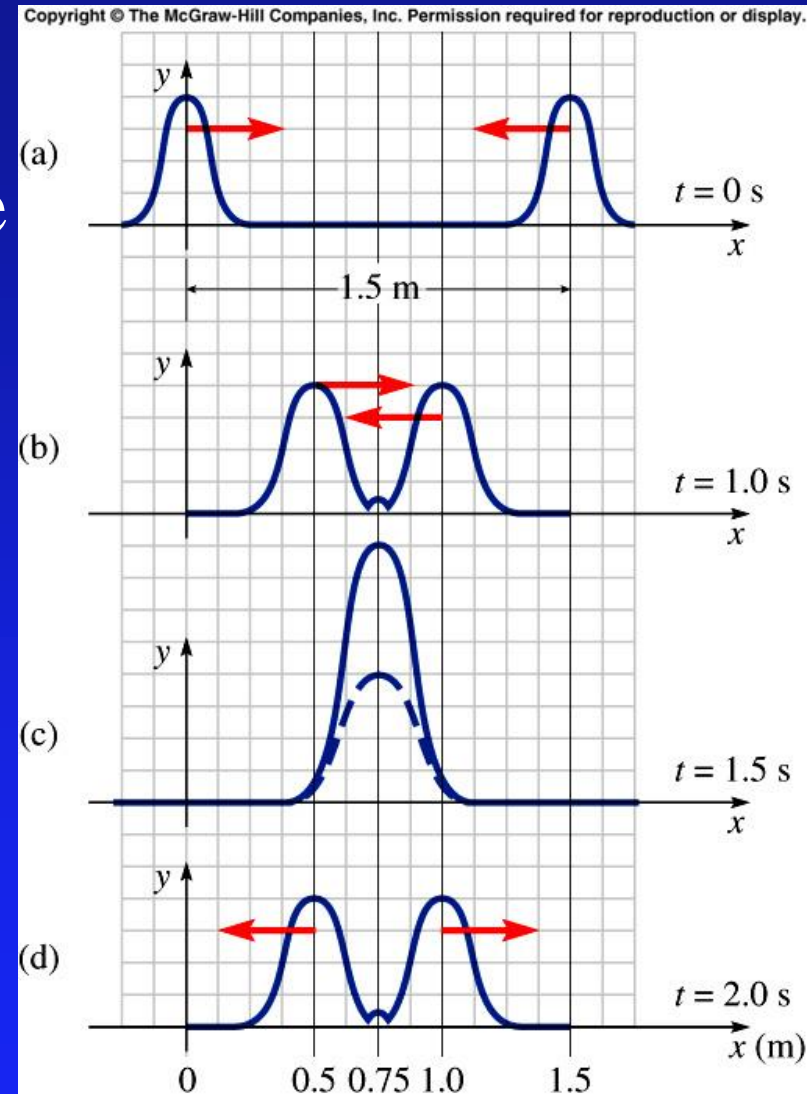 Copyright © The McGraw-Hill Companies, Inc. Permission required for reproduction or display.
y
(a)
t = 0 s
x
1.5 m
y
(b)
t = 1.0 s
x
y
(c)
t = 1.5 s
x
y
(d)
t = 2.0 s
x (m)
0 0.5 0.75 1.0 1.5